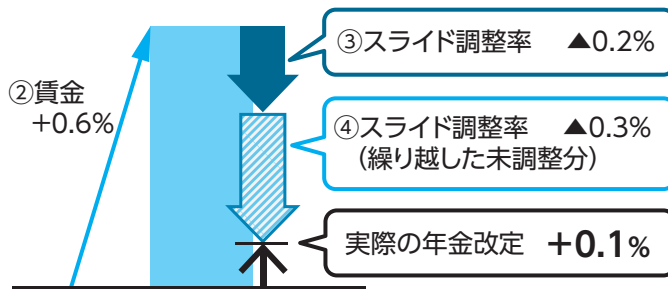 ②賃金
+0.6%
③スライド調整率 ▲0.2%
④スライド調整率 ▲0.3%
(繰り越した未調整分)
実際の年金改定 +0.1%